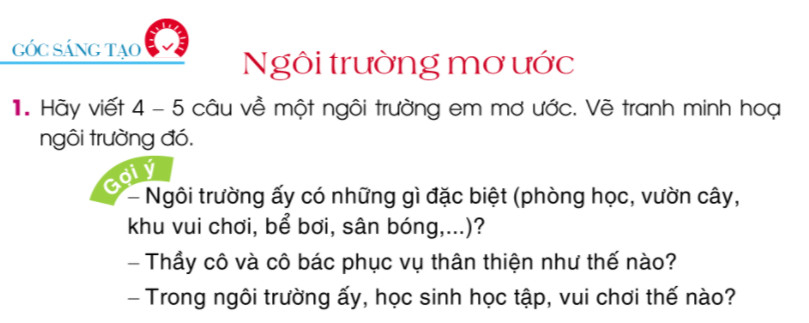 GÓC SÁNG TẠO
Ngôi trường mơ ước
1. Hãy viết 4 – 5 câu về một ngôi trường em mơ ước. Vẽ tranh minh hoạ
ngôi trường đó.
Gợi ý
– Ngôi trường ấy có những gì đặc biệt (phòng học, vườn cây,
khu vui chơi, bể bơi, sân bóng,...)?
– Thầy cô và cô bác phục vụ thân thiện như thế nào?
– Trong ngôi trường ấy, học sinh học tập, vui chơi thế nào?